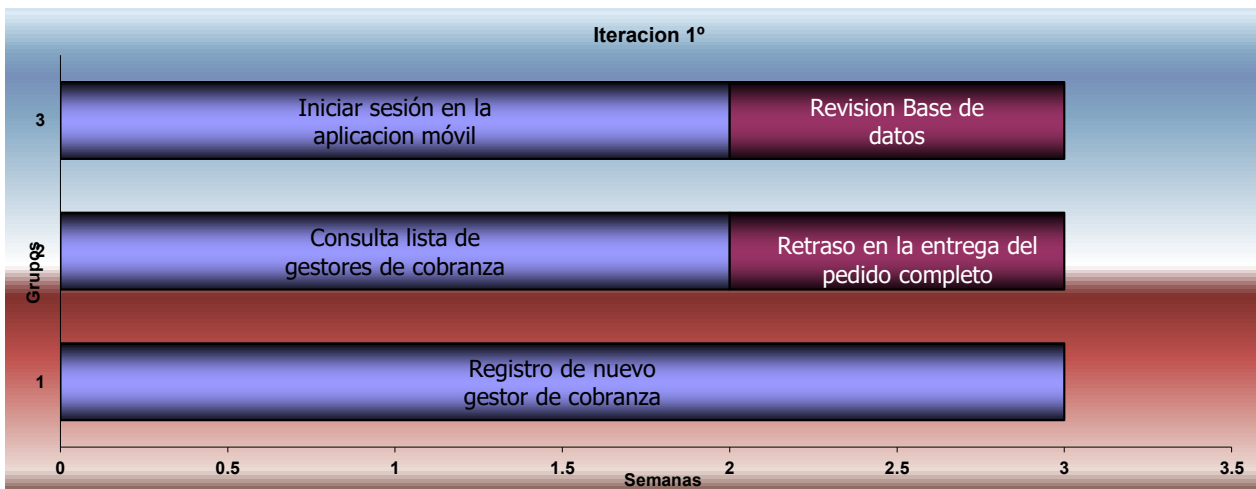 Iteracion 1º
3
Iniciar sesión en la
aplicacion móvil
Revision Base de
datos
Grupos
2
Consulta lista de
gestores de cobranza
Retraso en la entrega del
pedido completo
1
Registro de nuevo
gestor de cobranza
0 0.5 1 1.5 2 2.5 3 3.5
Semanas